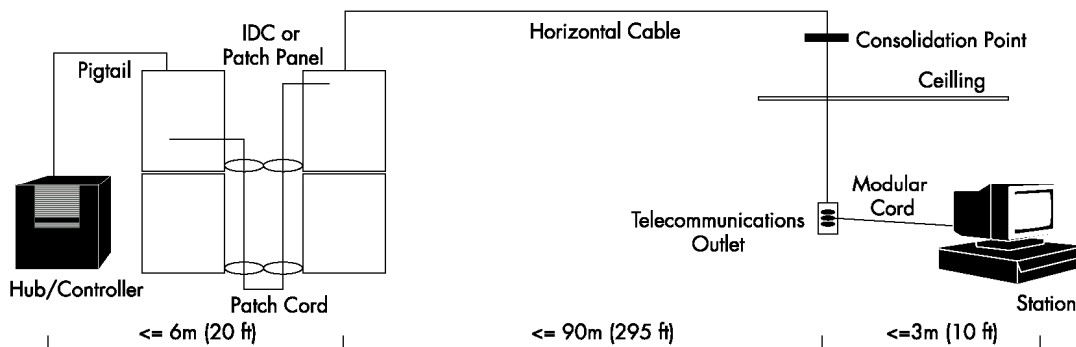 IDC or
Patch Panel
Horizontal Cable
Consolidation Point
Pigtail
Ceilling
Modular
Cord
Telecommunications
Outlet
Hub/Controller
Patch Cord
Station
<= 6m (20 ft)
<= 90m (295 ft)
<=3m (10 ft)